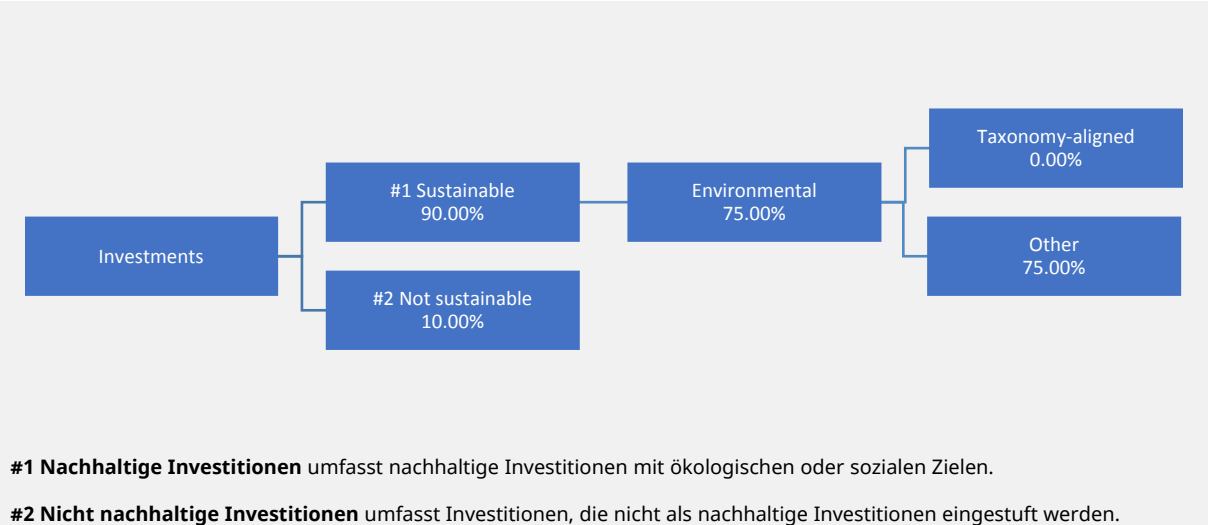 Investments
#1 Sustainable
90.00%
#2 Not sustainable
10.00%
Environmental
75.00%
Taxonomy-aligned
0.00%
Other
75.00%
#1 Nachhaltige Investitionen umfasst nachhaltige Investitionen mit ökologischen oder sozialen Zielen.
#2 Nicht nachhaltige Investitionen umfasst Investitionen, die nicht als nachhaltige Investitionen eingestuft werden.